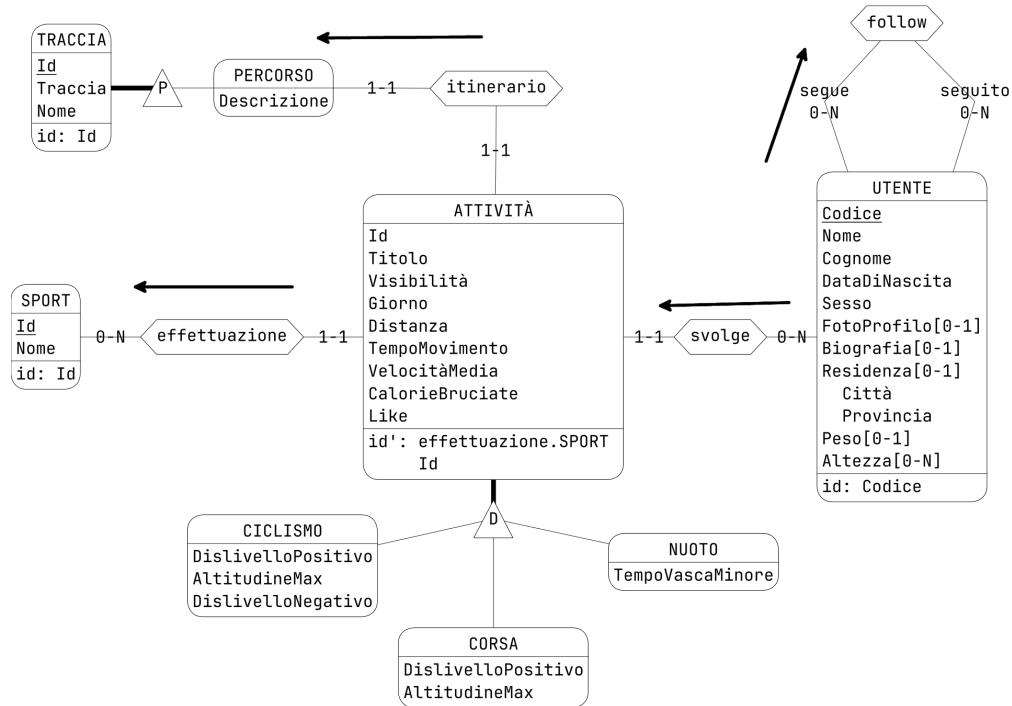 follow
segue
0-N
seguito
0-N
TRACCIA
Id
Traccia
Nome
id: Id
P
PERCORSO
Descrizione
1-1
itinerario
1-1
UTENTE
Codice
Nome
Cognome
DataDiNascita
Sesso
FotoProfilo[0-1]
Biografia[0-1]
Residenza[0-1]
Città
Provincia
Peso[0-1]
Altezza[0-N]
id: Codice
ATTIVITÀ
Id
Titolo
Visibilità
Giorno
Distanza
TempoMovimento
VelocitàMedia
CalorieBruciate
Like
id': effettuazione.SPORT
Id
SPORT
Id
Nome
id: Id
0-N
effettuazione
1-1
1-1
svolge
0-N
D
CICLISMO
DislivelloPositivo
AltitudineMax
DislivelloNegativo
NUOTO
TempoVascaMinore
CORSA
DislivelloPositivo
AltitudineMax